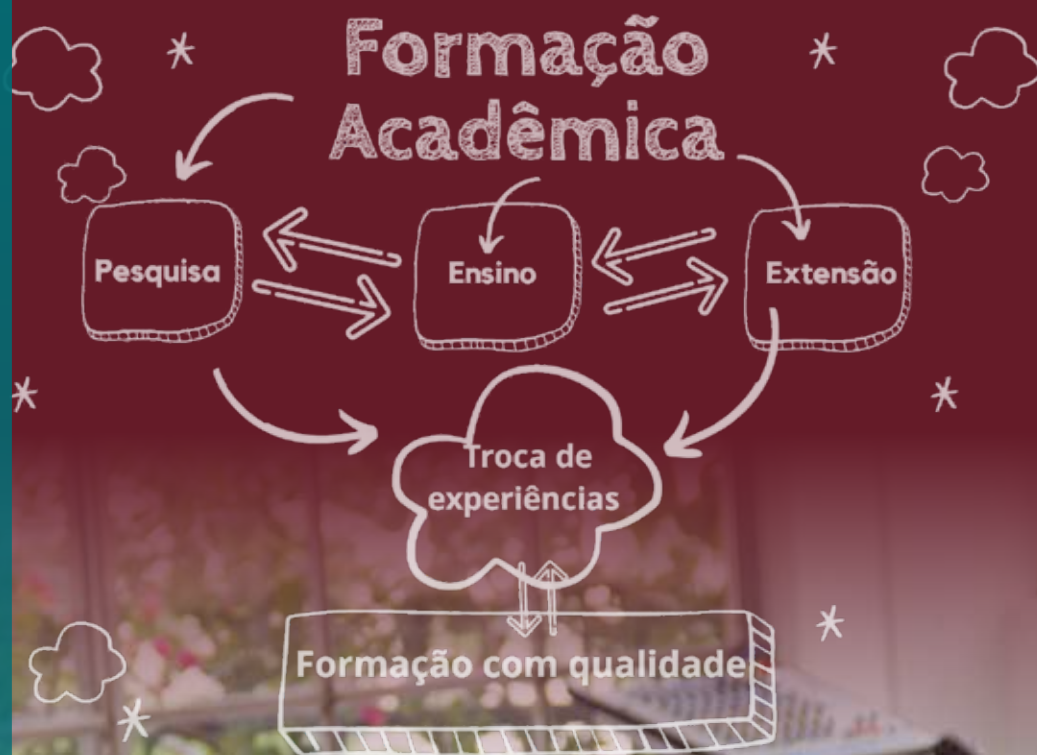 Formação
Acadêmica
Pesquisa
Ensino
Extensão
Troca de
experiências
Formação com qualidade